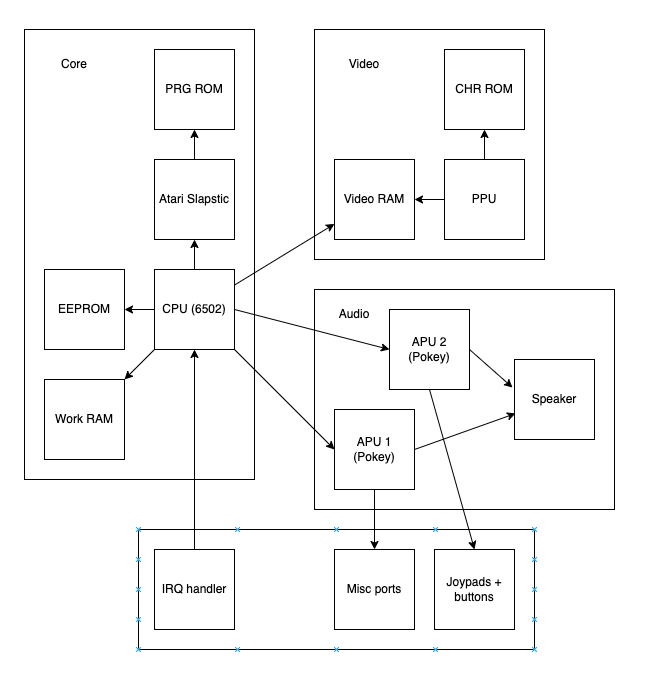 Core
Video
PRG ROM
CHR ROM
Atari Slapstic
Video RAM
PPU
EEPROM
CPU (6502)
Audio
APU 2
(Pokey)
Work RAM
Speaker
APU 1
(Pokey)
IRQ handler
Misc ports
Joypads +
buttons